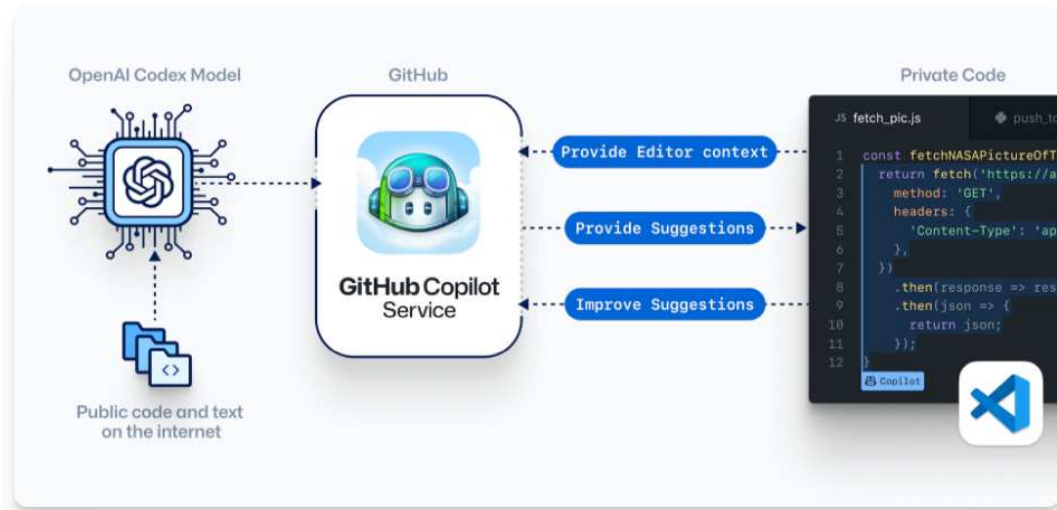 OpenAI Codex Model
GitHub
Private Code
JS fetch_pic.js
Provide Editor context
Provide Suggestions
Improve Suggestions
GitHub Copilot
Service
Public code and text
on the internet
1 const fetchNASAPictureOfT
2 return fetch('https://a
3 method: 'GET',
4 headers: {
5 'Content-Type': 'ap
6 },
7 })
8 .then(response => res
9 .then(json => {
10 return json;
11 });
12 }
Copilot
push_to